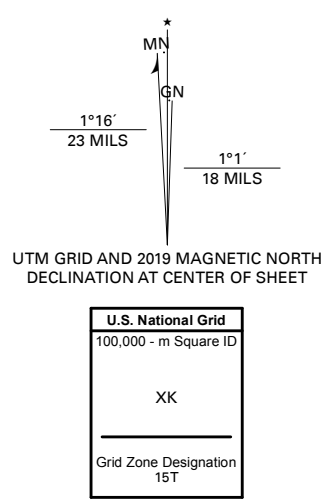 ★
MN
GN
1°16´
23 MILS
1°1´
18 MILS
UTM GRID AND 2019 MAGNETIC NORTH
DECLINATION AT CENTER OF SHEET
U.S. National Grid
100,000 - m Square ID
XK
Grid Zone Designation
15T